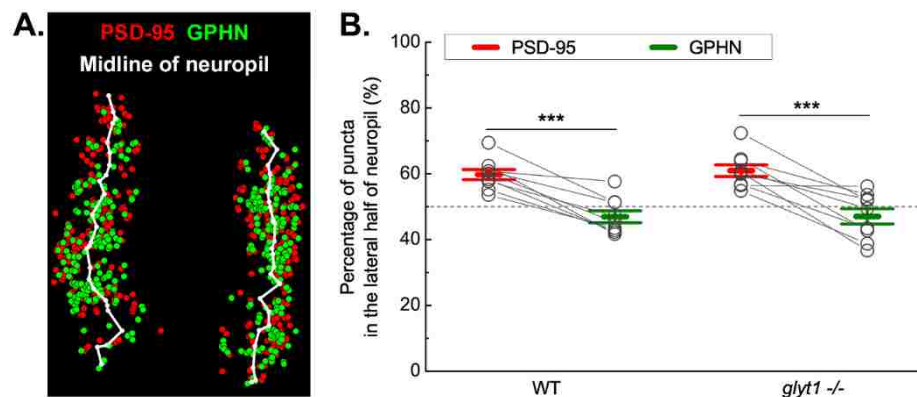 A.
PSD-95 GPHN
Midline of neuropil
B.
Percentage of puncta
in the lateral half of neuropil (%)
100
80
60
40
20
0
PSD-95 GPHN
***
***
WT
glyt1 -/-